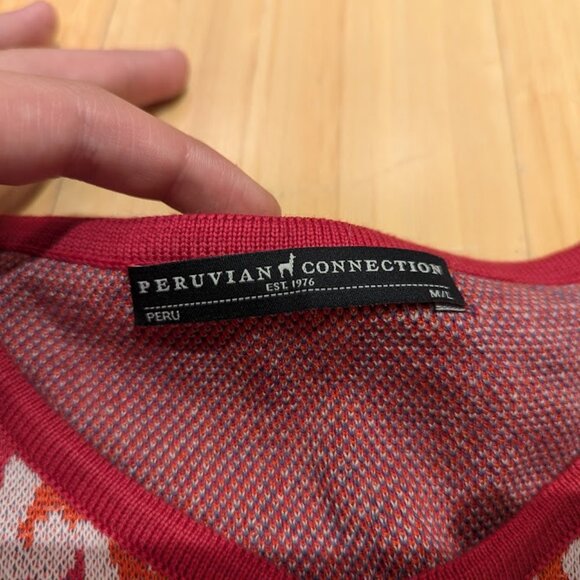 PERUVIAN CONNECTION
EST. 1976
PERU M/L